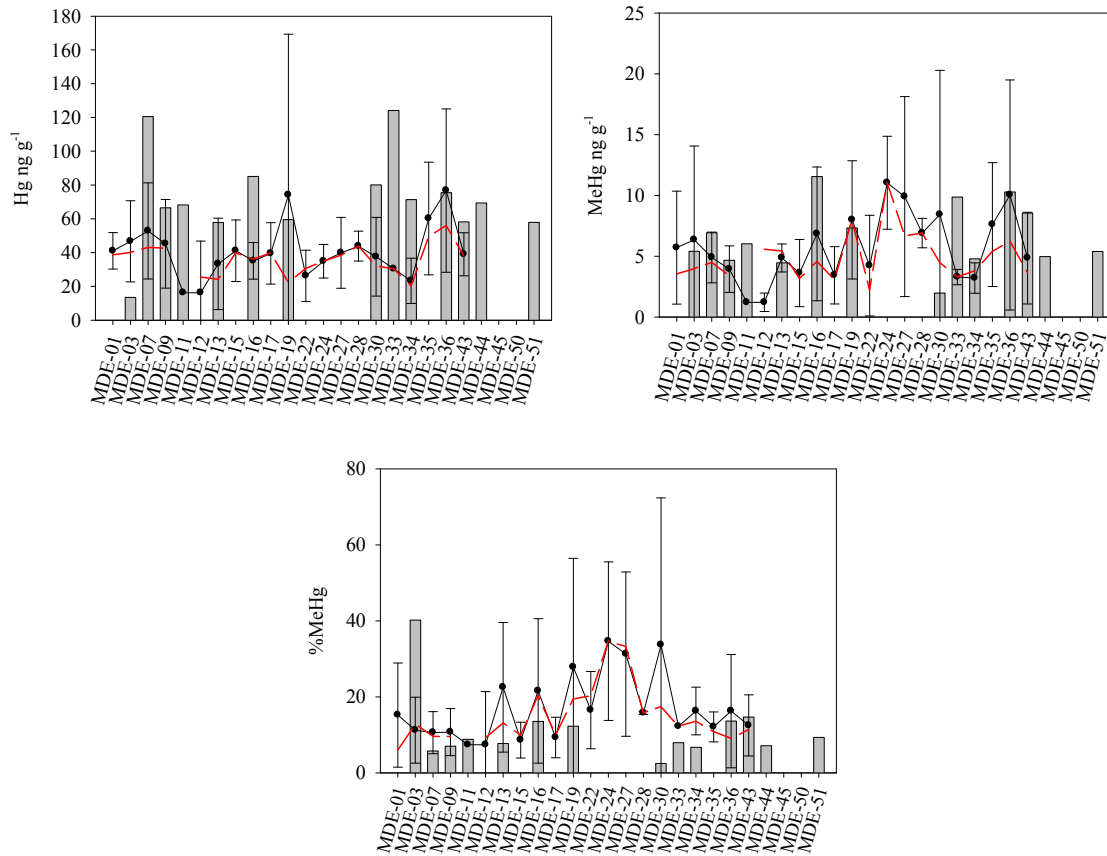 180
160
140
120
100
80
60
40
20
0
Hg ng g⁻¹
MDE-01
MDE-03
MDE-07
MDE-09
MDE-11
MDE-12
MDE-13
MDE-15
MDE-16
MDE-17
MDE-19
MDE-22
MDE-24
MDE-27
MDE-28
MDE-30
MDE-33
MDE-34
MDE-35
MDE-36
MDE-43
MDE-44
MDE-45
MDE-50
MDE-51
25
20
15
10
5
0
MeHg ng g⁻¹
MDE-01
MDE-03
MDE-07
MDE-09
MDE-11
MDE-12
MDE-13
MDE-15
MDE-16
MDE-17
MDE-19
MDE-22
MDE-24
MDE-27
MDE-28
MDE-30
MDE-33
MDE-34
MDE-35
MDE-36
MDE-43
MDE-44
MDE-45
MDE-50
MDE-51
80
60
40
20
0
%MeHg
MDE-01
MDE-03
MDE-07
MDE-09
MDE-11
MDE-12
MDE-13
MDE-15
MDE-16
MDE-17
MDE-19
MDE-22
MDE-24
MDE-27
MDE-28
MDE-30
MDE-33
MDE-34
MDE-35
MDE-36
MDE-43
MDE-44
MDE-45
MDE-50
MDE-51